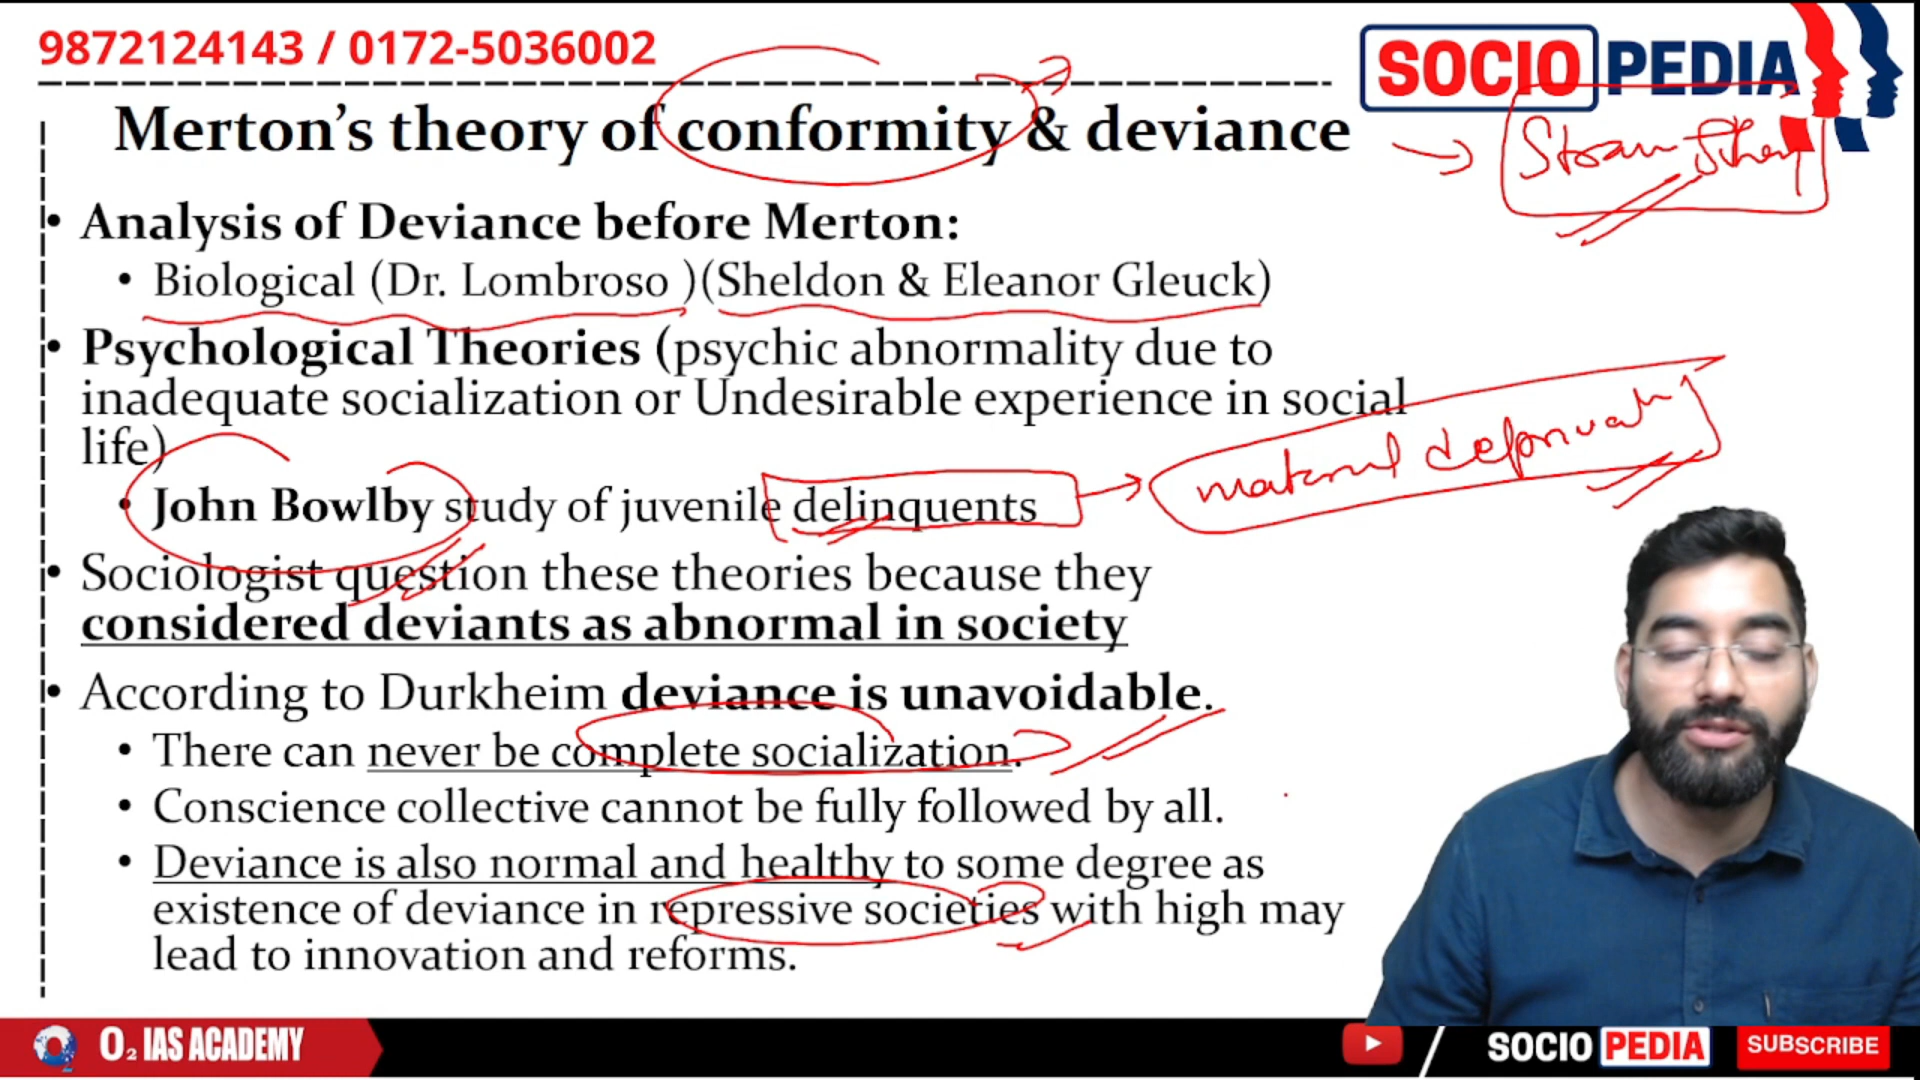 9872124143 / 0172-5036002
SOCIO PEDIA
Merton's theory of conformity & deviance
• Analysis of Deviance before Merton:
• Biological (Dr. Lombroso )(Sheldon & Eleanor Gleuck)
• Psychological Theories (psychic abnormality due to
inadequate socialization or Undesirable experience in social
life)
maternal
• John Bowlby study of juvenile delinquents
• Sociologist question these theories because they
considered deviants as abnormal in society
• According to Durkheim deviance is unavoidable.
• There can never be complete socialization.
• Conscience collective cannot be fully followed by all.
• Deviance is also normal and healthy to some degree as
existence of deviance in repressive societies with high may
lead to innovation and reforms.
O2 IAS ACADEMY
SOCIO PEDIA
SUBSCRIBE